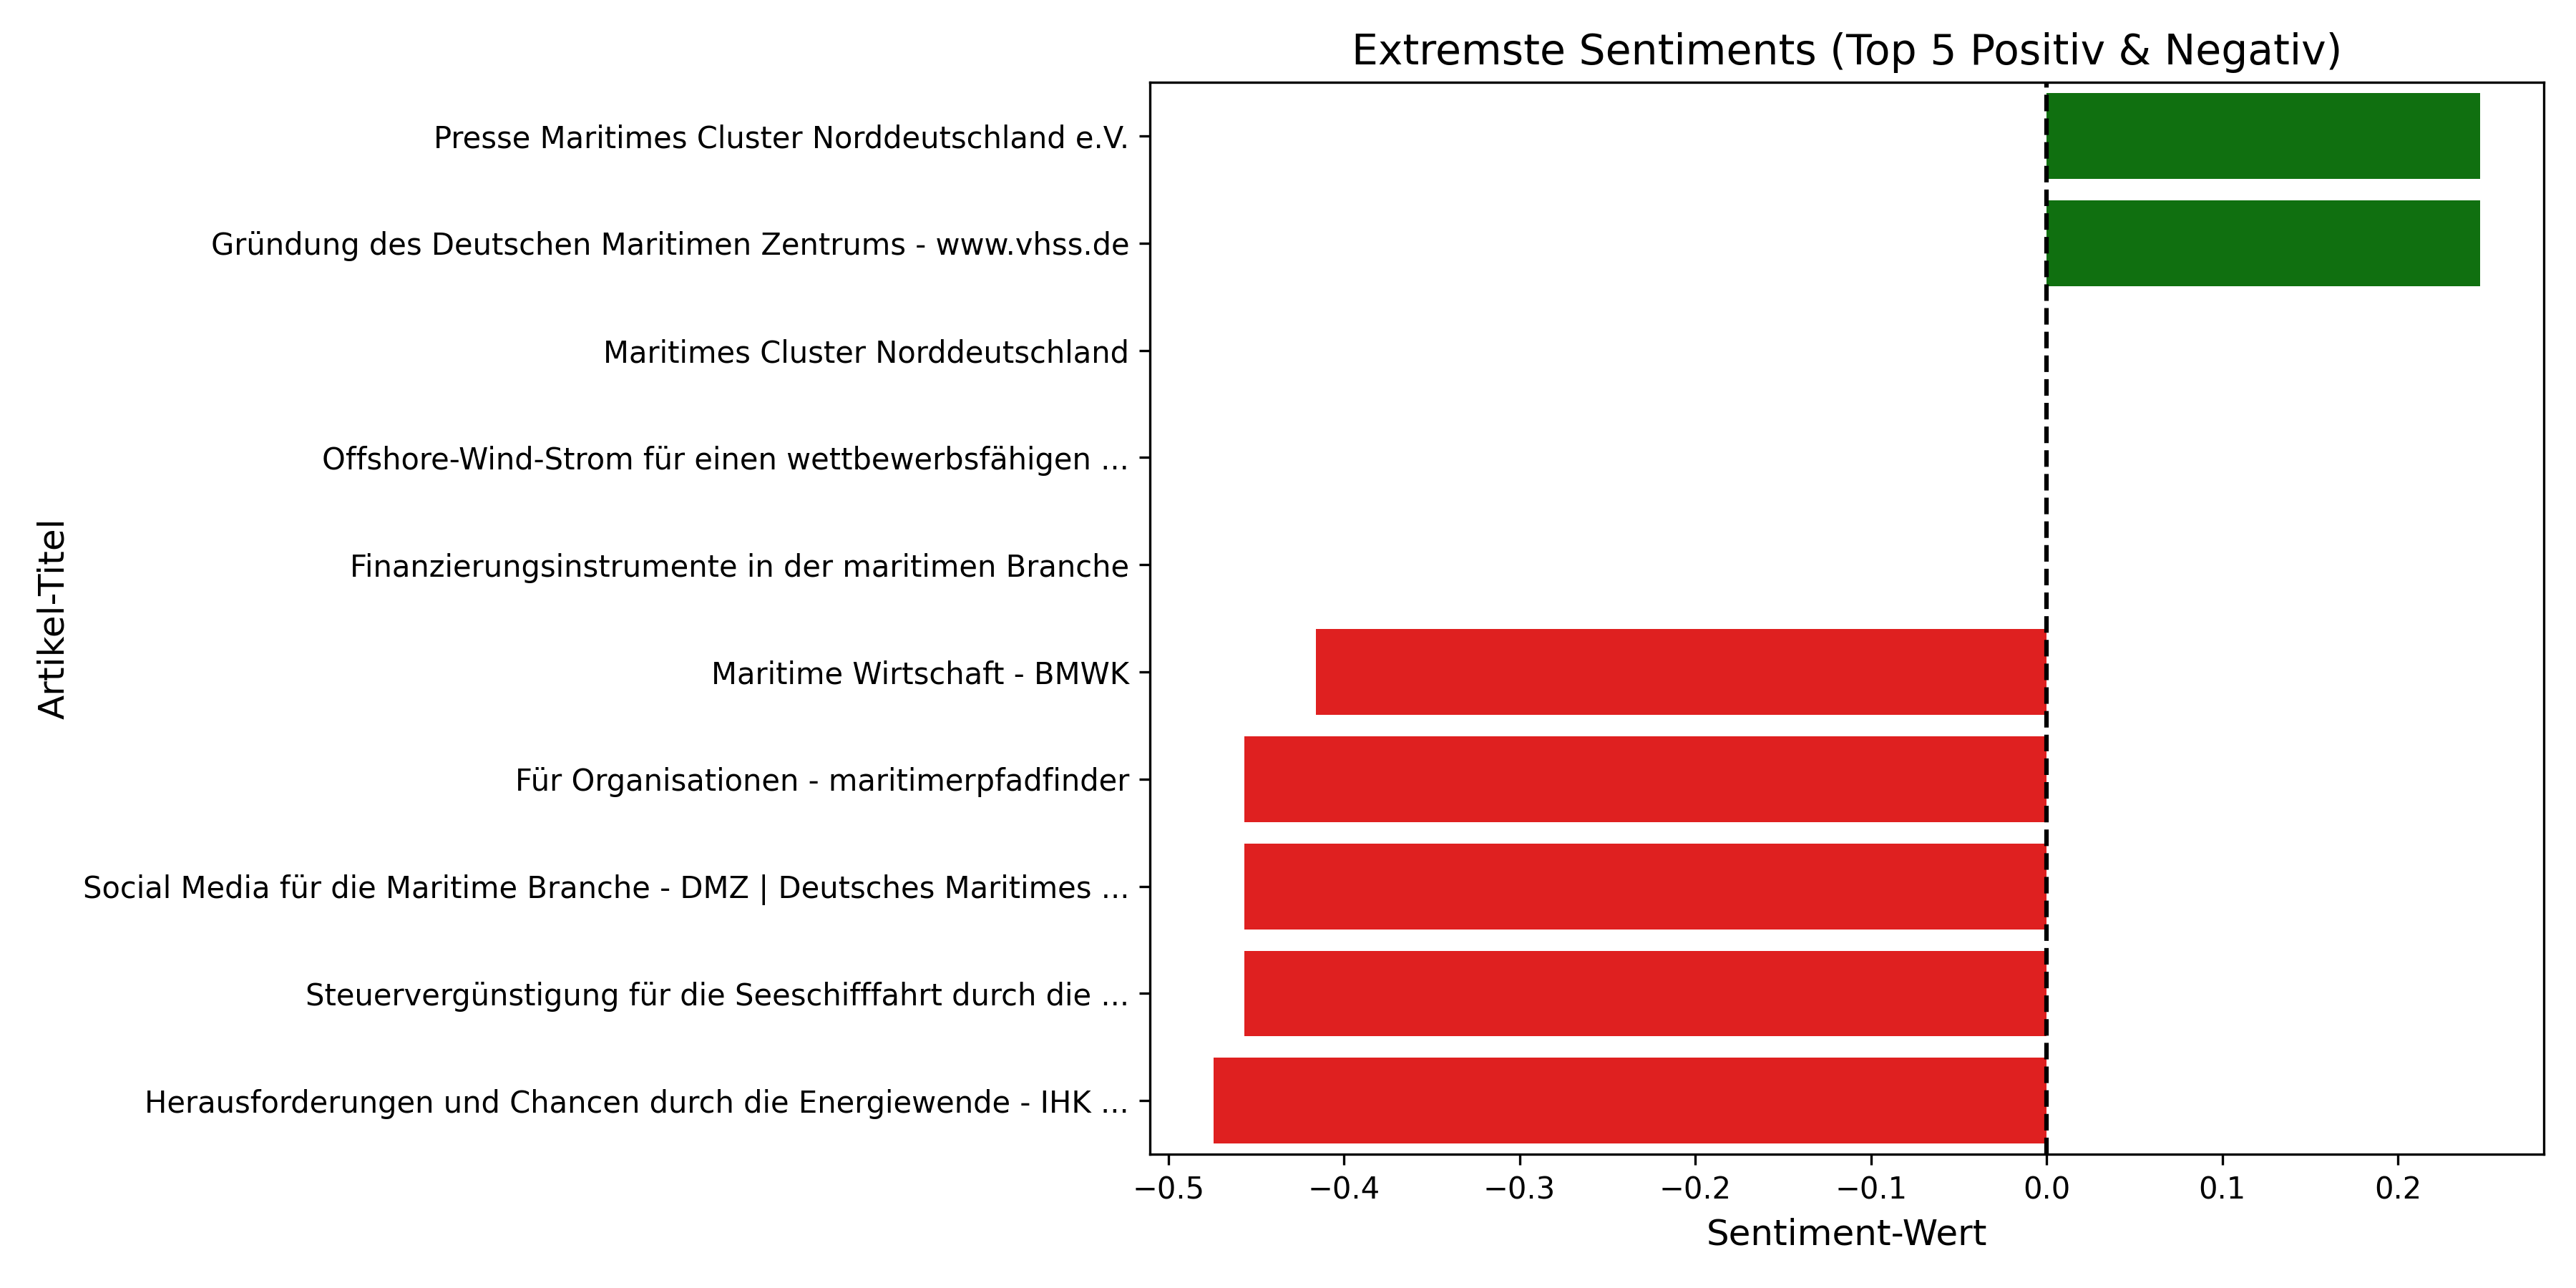 Extremste Sentiments (Top 5 Positiv & Negativ)
Presse Maritimes Cluster Norddeutschland e.V.
Gründung des Deutschen Maritimen Zentrums - www.vhss.de
Maritimes Cluster Norddeutschland
Offshore-Wind-Strom für einen wettbewerbsfähigen ...
Finanzierungsinstrumente in der maritimen Branche
Maritime Wirtschaft - BMWK
Für Organisationen - maritimerpfadfinder
Social Media für die Maritime Branche - DMZ | Deutsches Maritimes ...
Steuervergünstigung für die Seeschifffahrt durch die ...
Herausforderungen und Chancen durch die Energiewende - IHK ...
Artikel-Titel
−0.5 −0.4 −0.3 −0.2 −0.1 0.0 0.1 0.2
Sentiment-Wert